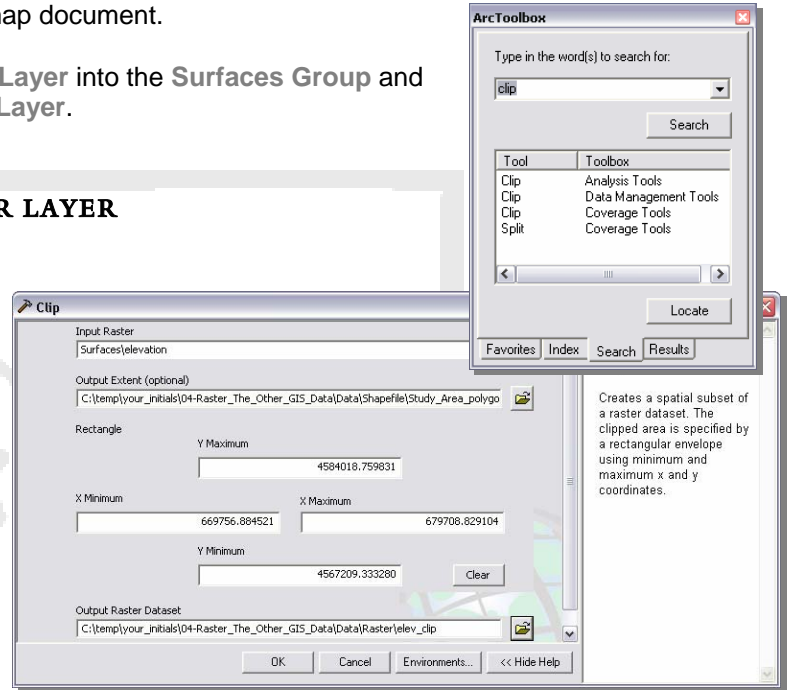 map document.
Layer into the Surfaces Group and
Layer.
R LAYER
ArcToolbox
Type in the word(s) to search for:
clip
Search
Tool Toolbox
Clip Analysis Tools
Clip Data Management Tools
Clip Coverage Tools
Split Coverage Tools
Locate
Favorites Index Search Results
Clip
Input Raster
Surfaces\elevation
Output Extent (optional)
C:\temp\your_initials\04-Raster_The_Other_GIS_Data\Data\Shapefile\Study_Area_polygo
Rectangle
Y Maximum
4584018.759831
X Minimum X Maximum
669756.884521 679708.829104
Y Minimum
4567209.333280 Clear
Output Raster Dataset
C:\temp\your_initials\04-Raster_The_Other_GIS_Data\Data\Raster\elev_clip
OK Cancel Environments... << Hide Help
Creates a spatial subset of
a raster dataset. The
clipped area is specified by
a rectangular envelope
using minimum and
maximum x and y
coordinates.